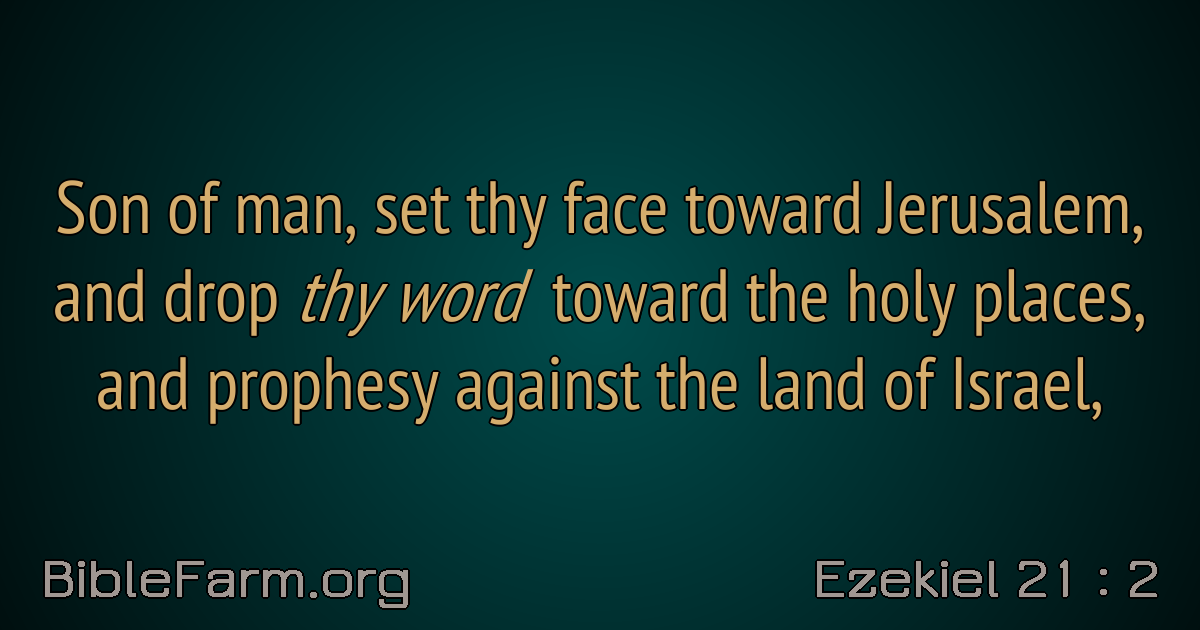 Son of man, set thy face toward Jerusalem,
and drop thy word toward the holy places,
and prophesy against the land of Israel,
BibleFarm.org
Ezekiel 21 : 2